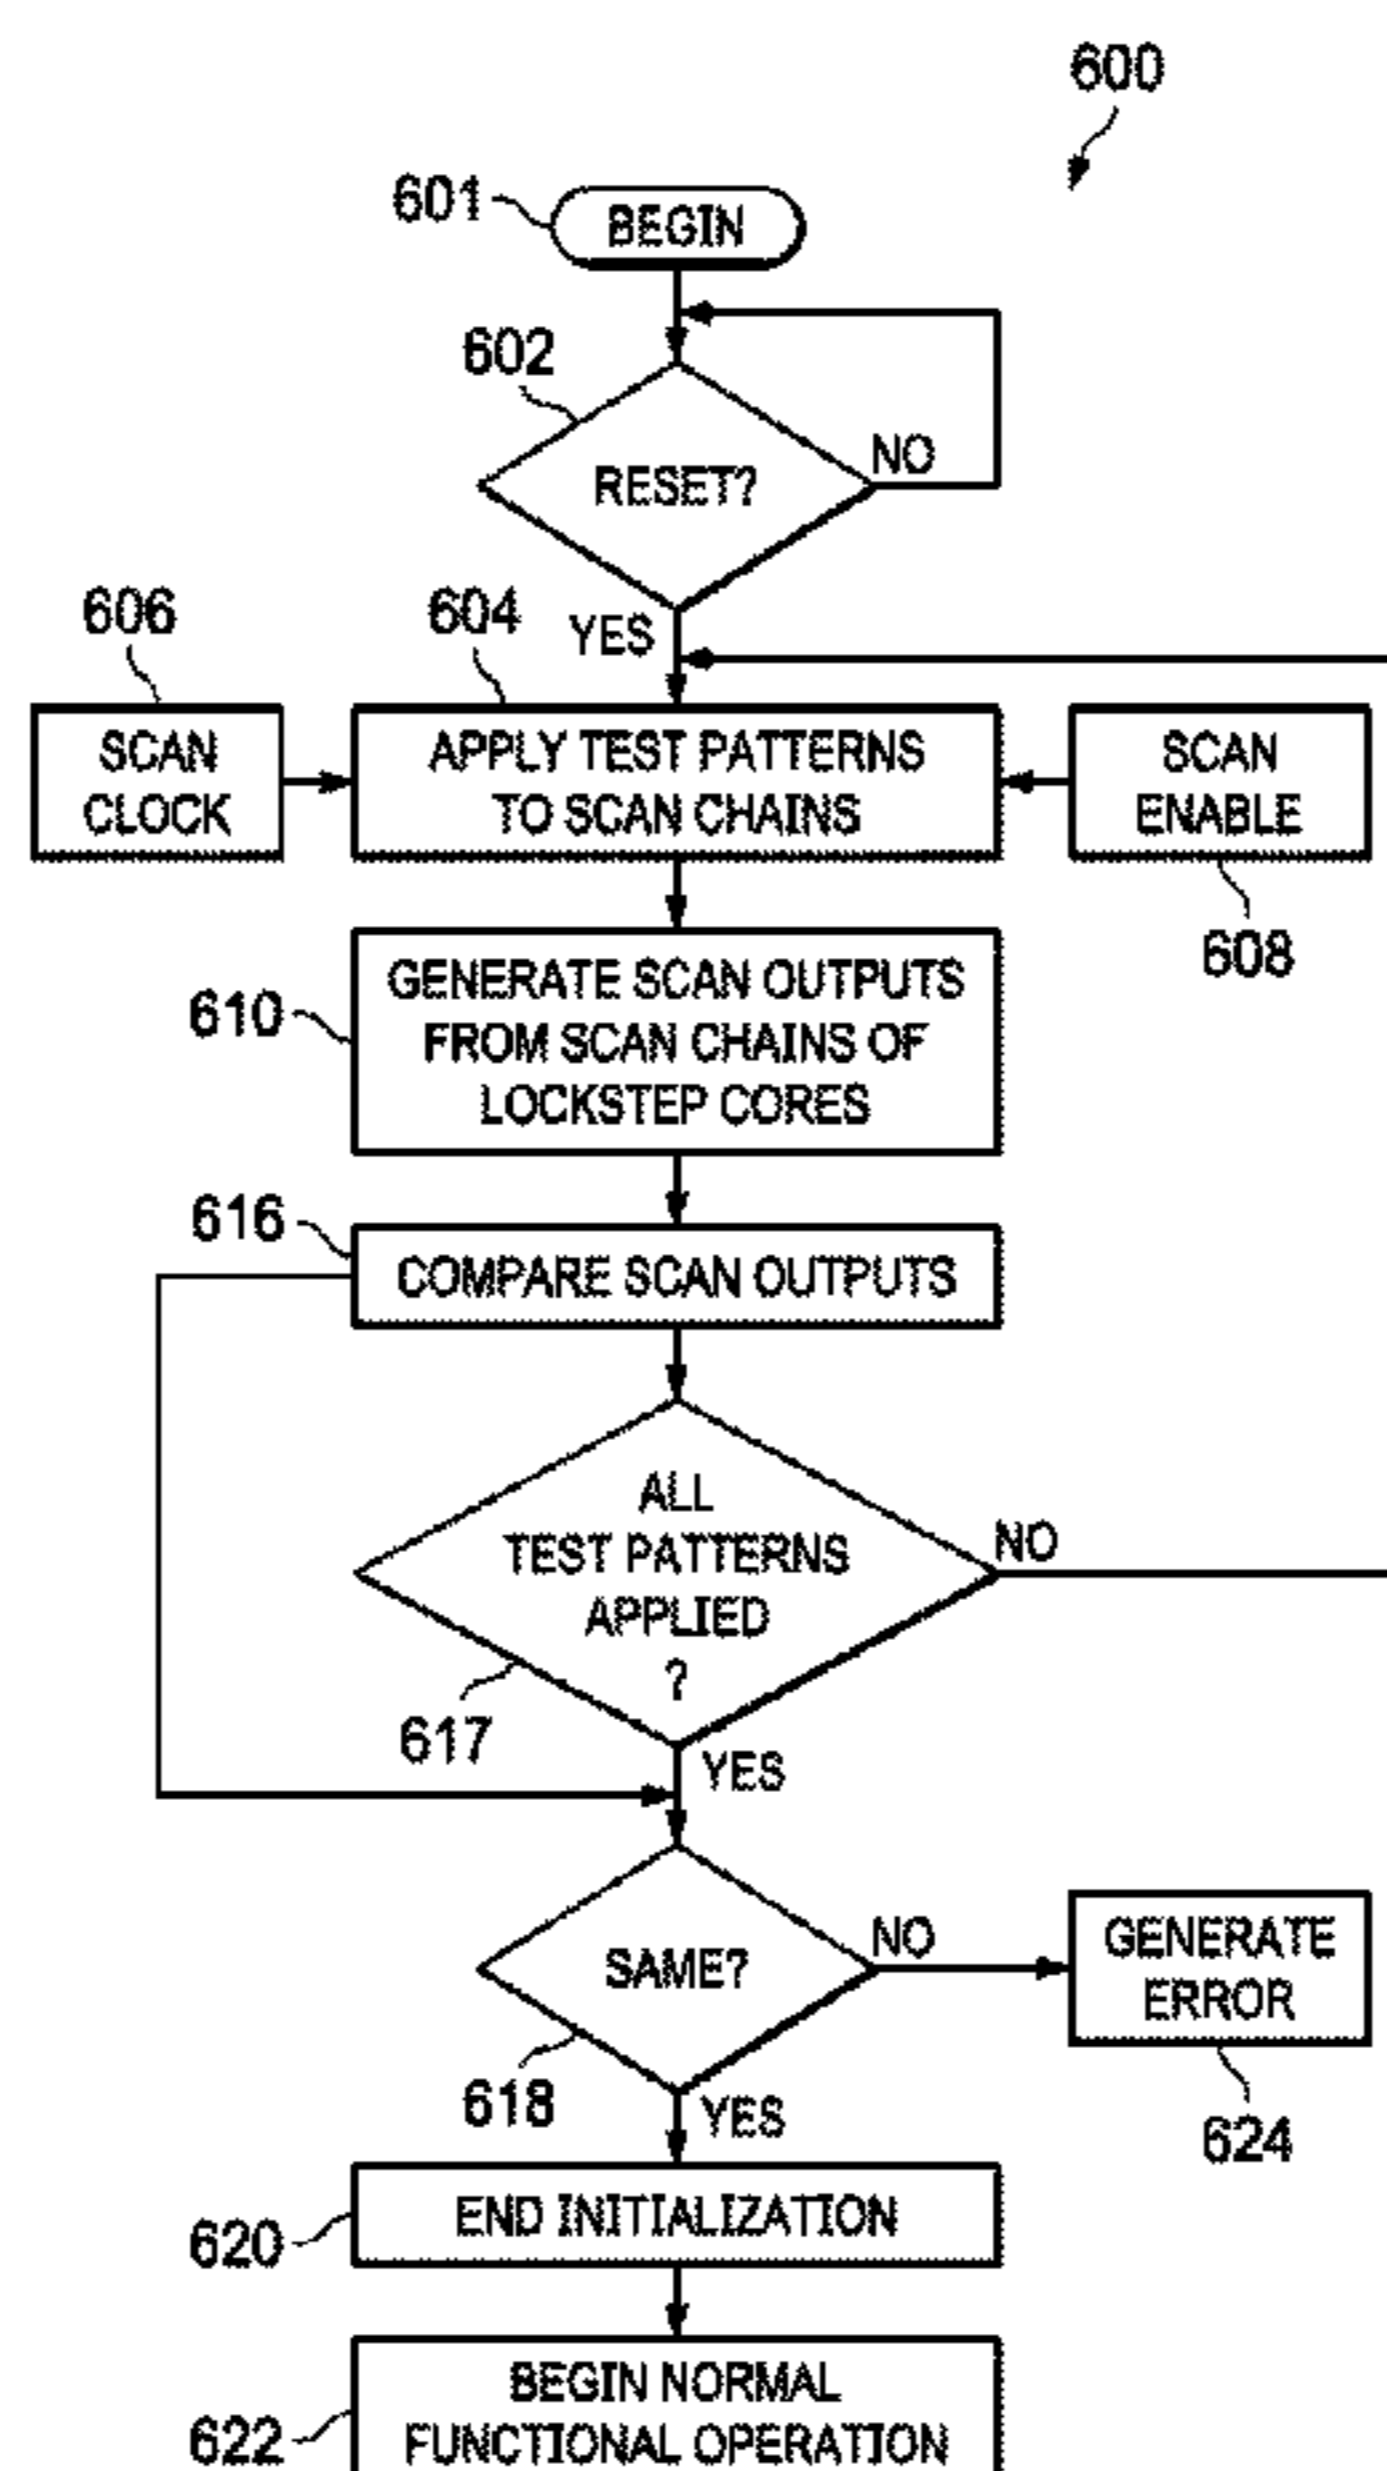 600
601
BEGIN
602
RESET?
NO
YES
606
604
SCAN
CLOCK
APPLY TEST PATTERNS
TO SCAN CHAINS
SCAN
ENABLE
608
610
GENERATE SCAN OUTPUTS
FROM SCAN CHAINS OF
LOCKSTEP CORES
616
COMPARE SCAN OUTPUTS
ALL
TEST PATTERNS
APPLIED
?
NO
617
YES
SAME?
NO
GENERATE
ERROR
618
YES
624
620
END INITIALIZATION
622
BEGIN NORMAL
FUNCTIONAL OPERATION